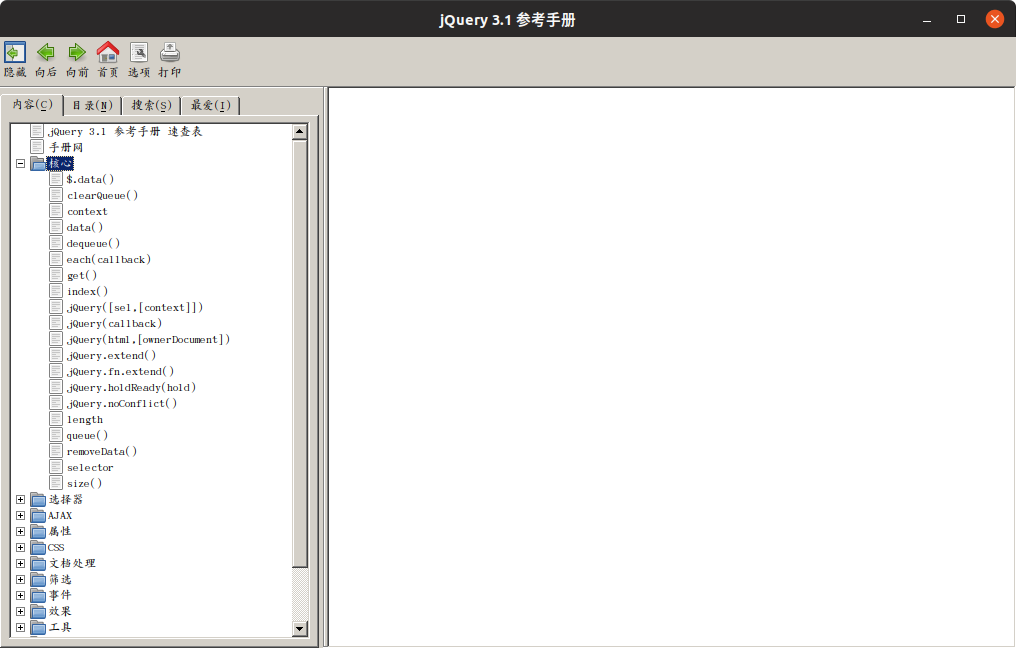 jQuery 3.1 参考手册
隐藏 向后 向前 首页 选项 打印
内容(C) 目录(N) 搜索(S) 最爱(I)
jQuery 3.1 参考手册 速查表
手册网
核心
$.data()
clearQueue()
context
data()
dequeue()
each(callback)
get()
index()
jQuery([sel,[context]])
jQuery(callback)
jQuery(html,[ownerDocument])
jQuery.extend()
jQuery.fn.extend()
jQuery.holdReady(hold)
jQuery.noConflict()
length
queue()
removeData()
selector
size()
选择器
AJAX
属性
CSS
文档处理
筛选
事件
效果
工具